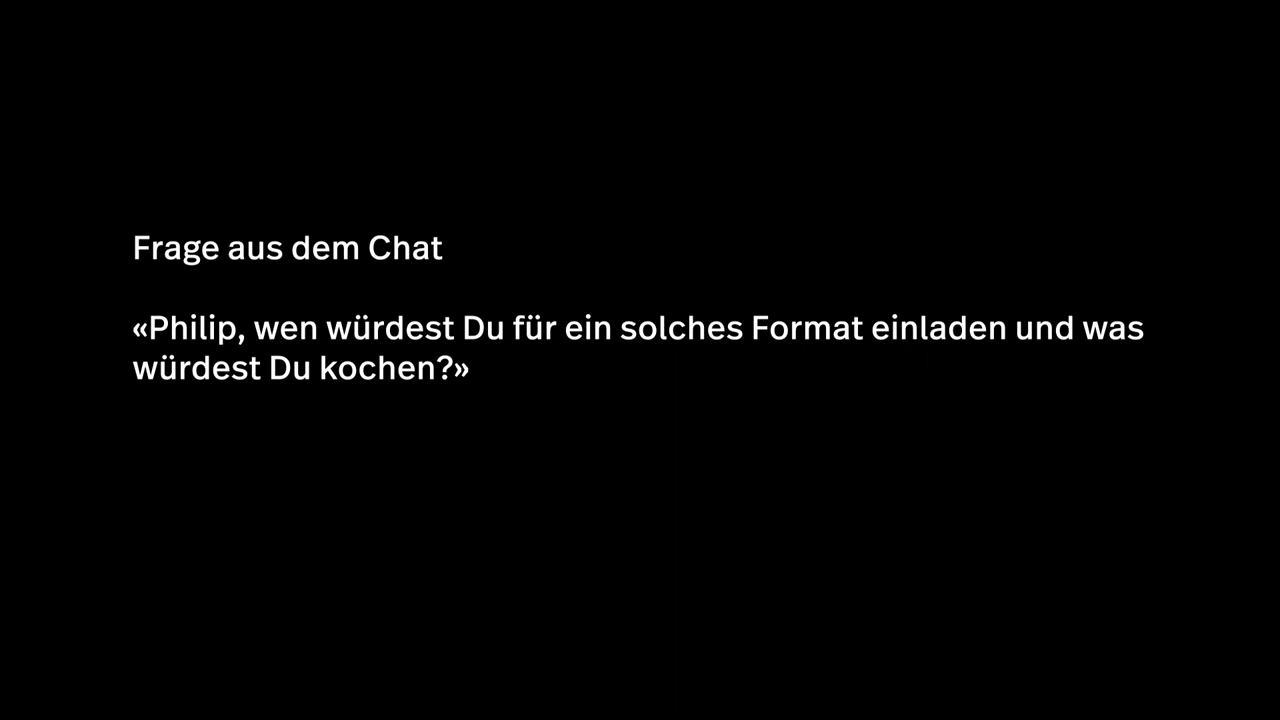 Frage aus dem Chat
«Philip, wen würdest Du für ein solches Format einladen und was
würdest Du kochen?»